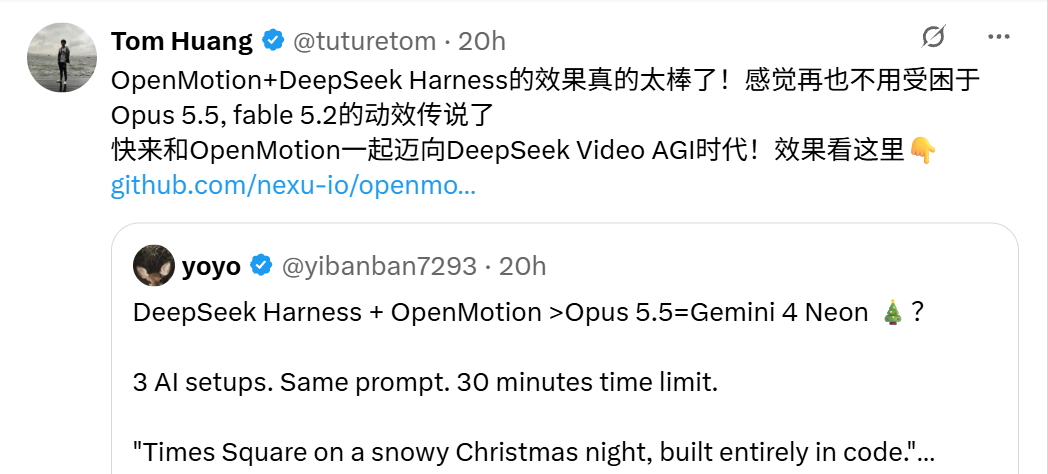 Tom Huang @tuturetom · 20h
OpenMotion+DeepSeek Harness的效果真的太棒了！感觉再也不用受困于
Opus 5.5, fable 5.2的动效传说了
快来和OpenMotion一起迈向DeepSeek Video AGI时代！效果看这里👇
github.com/nexu-io/openmo...
yoyo @yibanban7293 · 20h
DeepSeek Harness + OpenMotion >Opus 5.5=Gemini 4 Neon 🎄？
3 AI setups. Same prompt. 30 minutes time limit.
"Times Square on a snowy Christmas night, built entirely in code."...